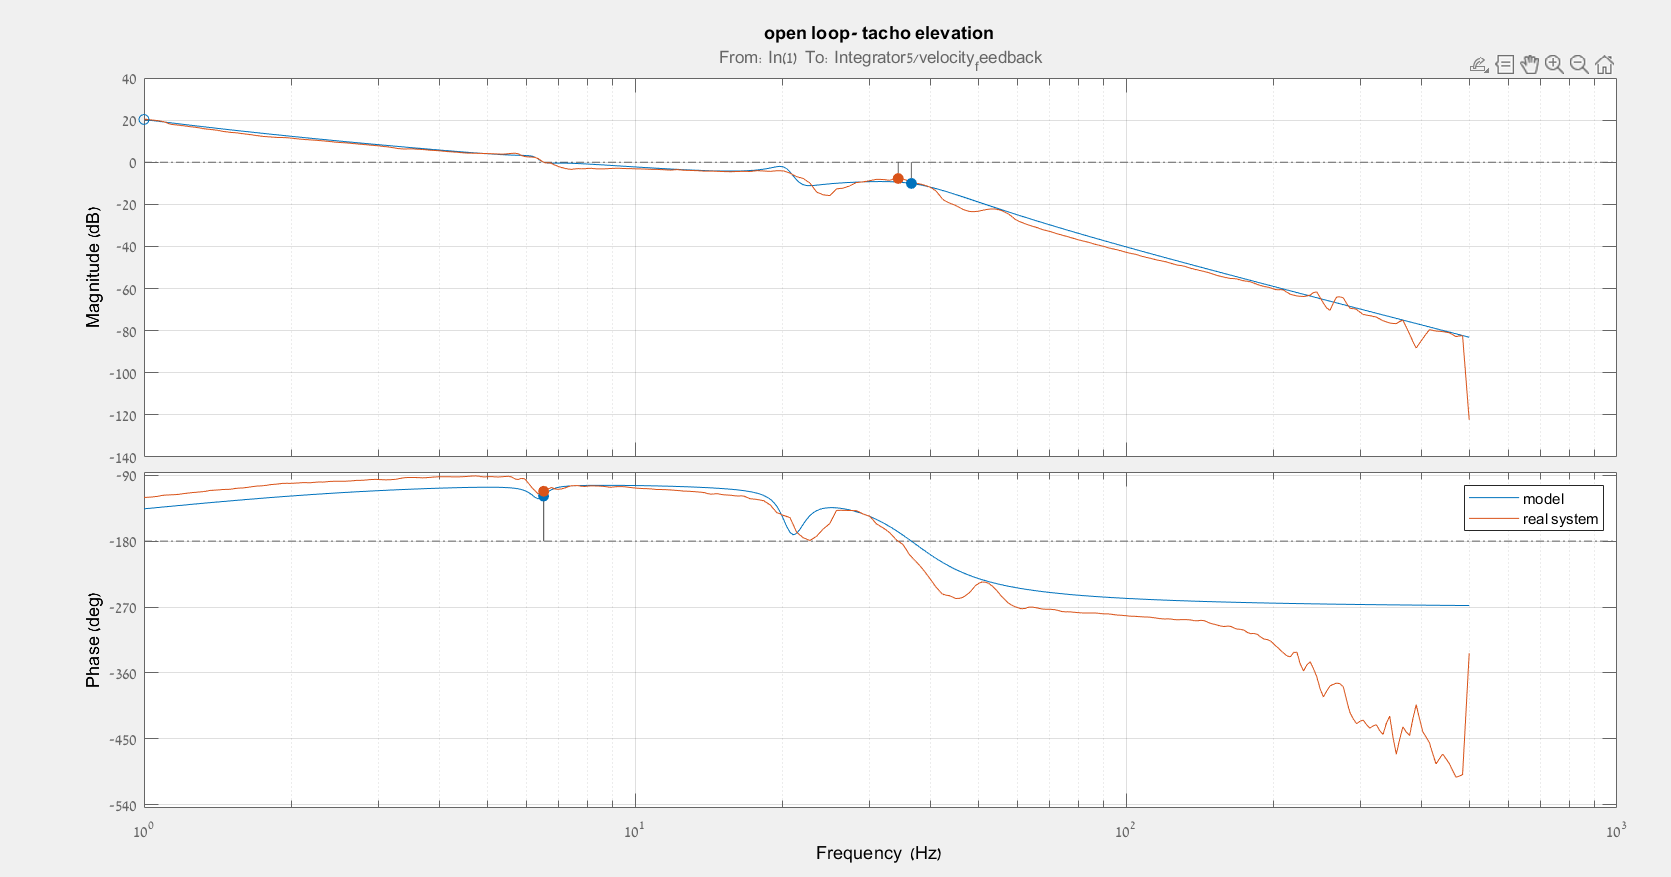 open loop- tacho elevation
From: In(1) To: Integrator5/velocity_feedback
Magnitude (dB)
40
20
0
-20
-40
-60
-80
-100
-120
-140
Phase (deg)
-90
-180
-270
-360
-450
-540
model
real system
10^0
10^1
10^2
10^3
Frequency (Hz)